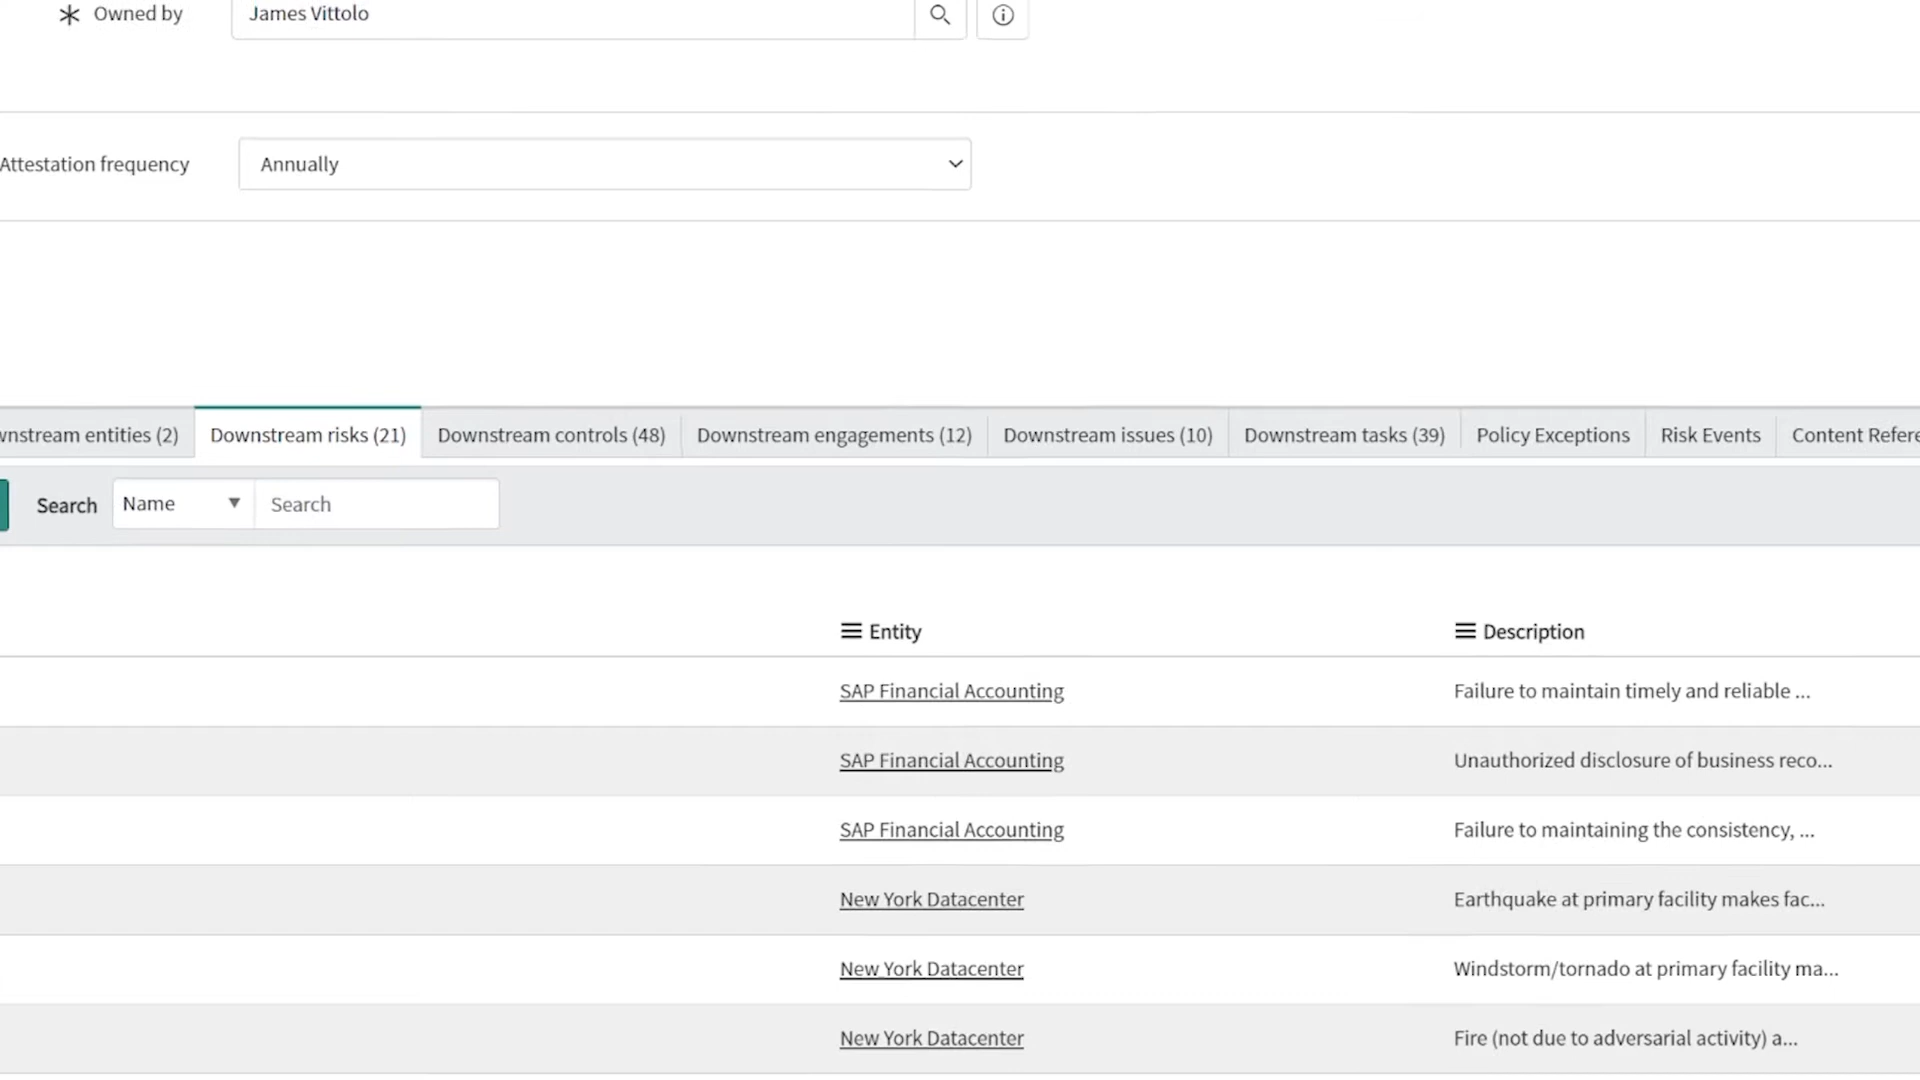 Owned by
James Vittolo
Attestation frequency
Annually
wnstream entities (2)
Downstream risks (21)
Downstream controls (48)
Downstream engagements (12)
Downstream issues (10)
Downstream tasks (39)
Policy Exceptions
Risk Events
Content Refere
Search
Name
Search
Entity
Description
SAP Financial Accounting
Failure to maintain timely and reliable ...
SAP Financial Accounting
Unauthorized disclosure of business reco...
SAP Financial Accounting
Failure to maintaining the consistency, ...
New York Datacenter
Earthquake at primary facility makes fac...
New York Datacenter
Windstorm/tornado at primary facility ma...
New York Datacenter
Fire (not due to adversarial activity) a...